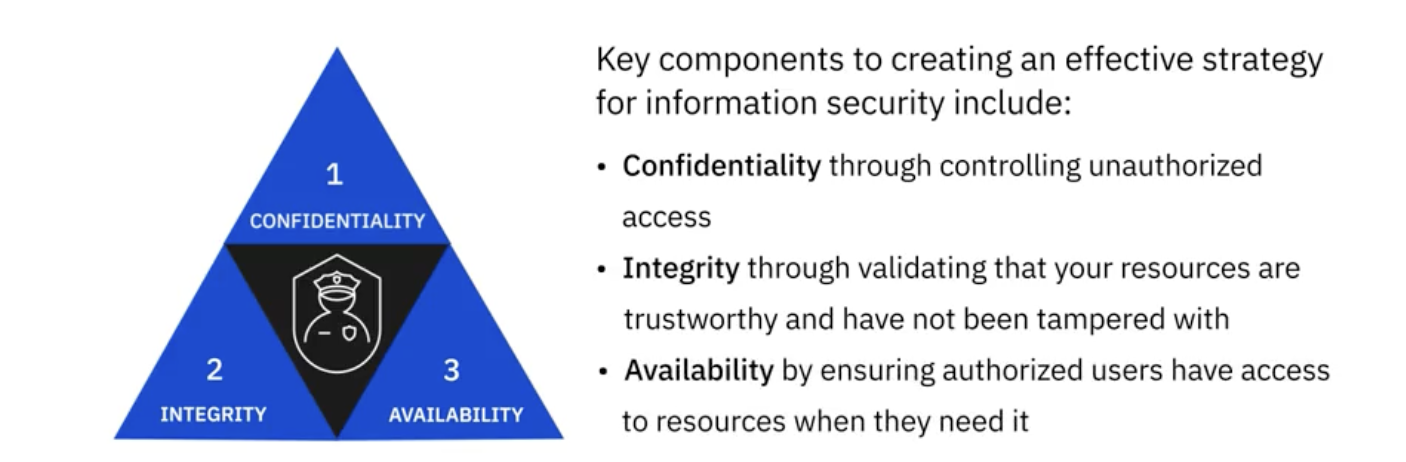 1
CONFIDENTIALITY
2
INTEGRITY
3
AVAILABILITY
Key components to creating an effective strategy
for information security include:
• Confidentiality through controlling unauthorized
access
• Integrity through validating that your resources are
trustworthy and have not been tampered with
• Availability by ensuring authorized users have access
to resources when they need it